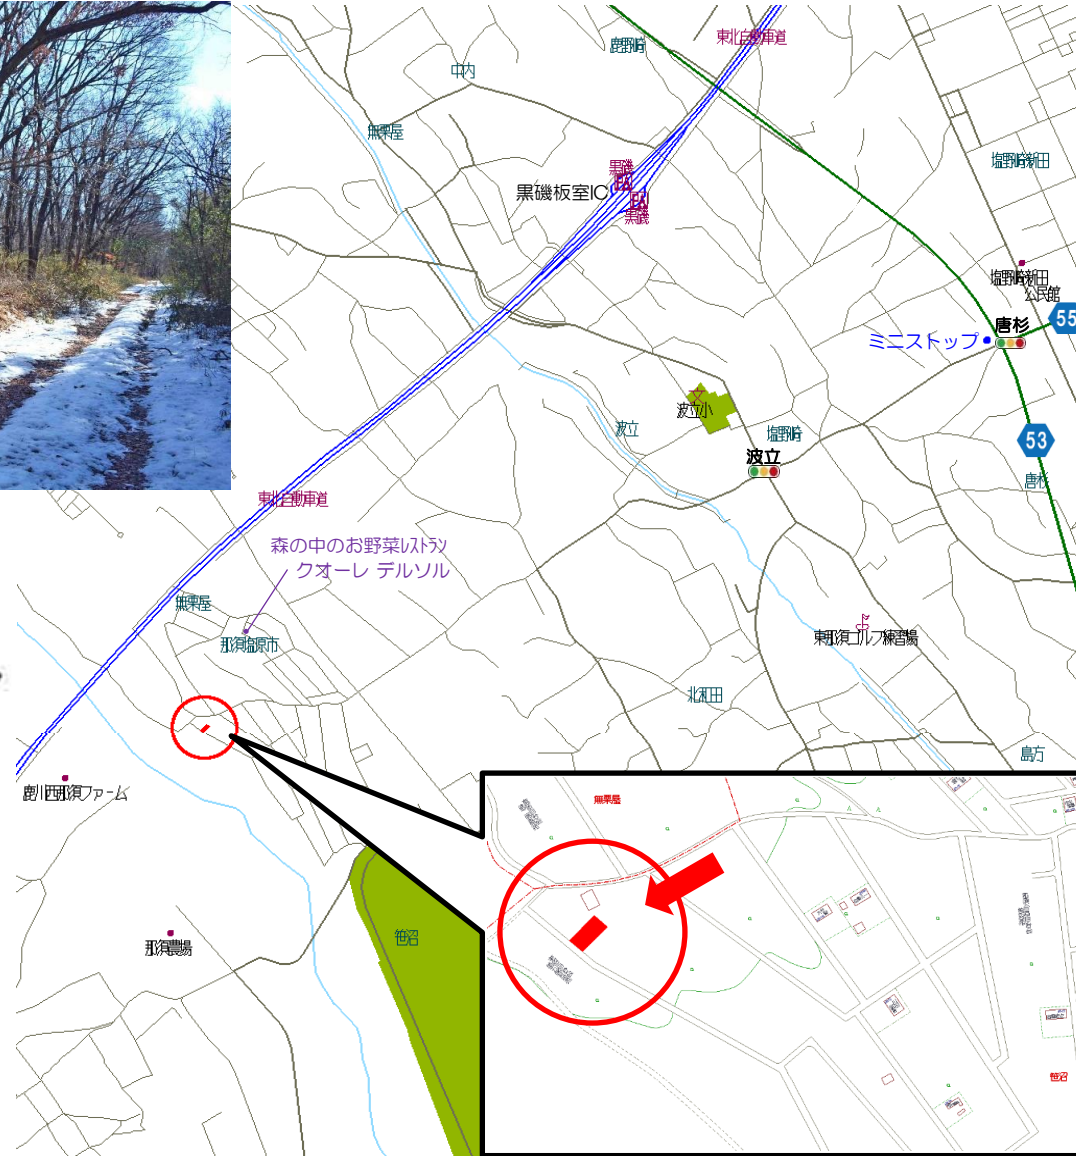 東北自動車道
鹿野崎
中内
無栗屋
塩野崎新田
黒磯
PA
黒磯板室IC
PA
黒磯
塩野崎新田
公民館
55
唐杉
ミニストップ
波立小
波立
塩野崎
53
波立
唐杉
東北自動車道
森の中のお野菜レストラン
クオーレ デルソル
無栗屋
那須塩原市
東那須ゴルフ練習場
北和田
島方
鹿川西那須ファーム
無栗屋
笹沼
那須農場
笹沼